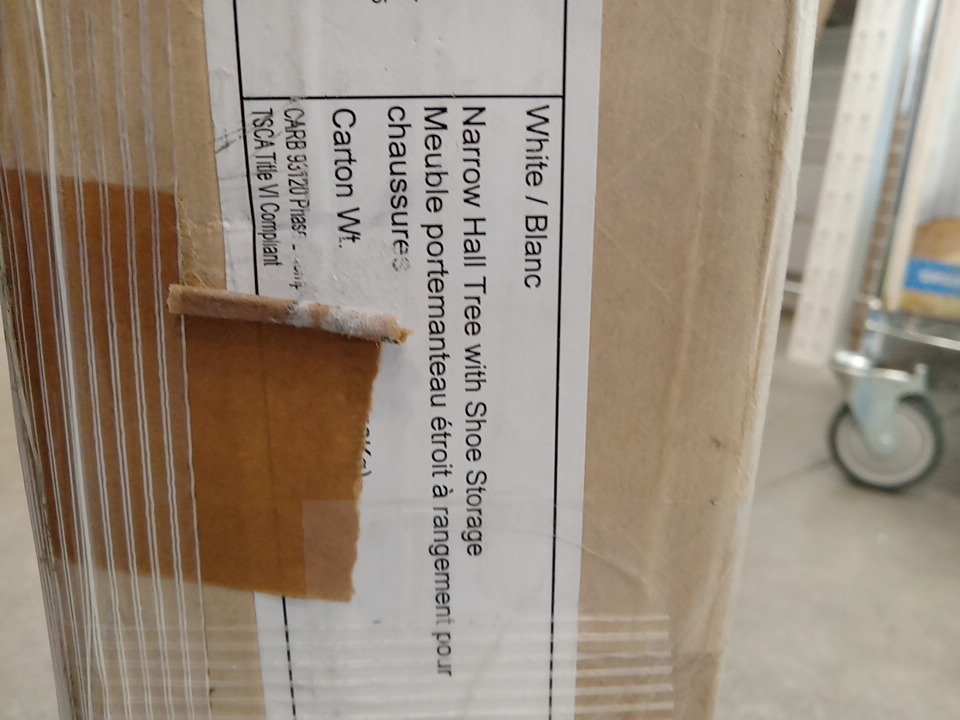 White / Blanc
Narrow Hall Tree with Shoe Storage
Meuble portemanteau étroit à rangement pour
chaussures
Carton Wt.
CARB 93120
TSCA Title VI Compliant